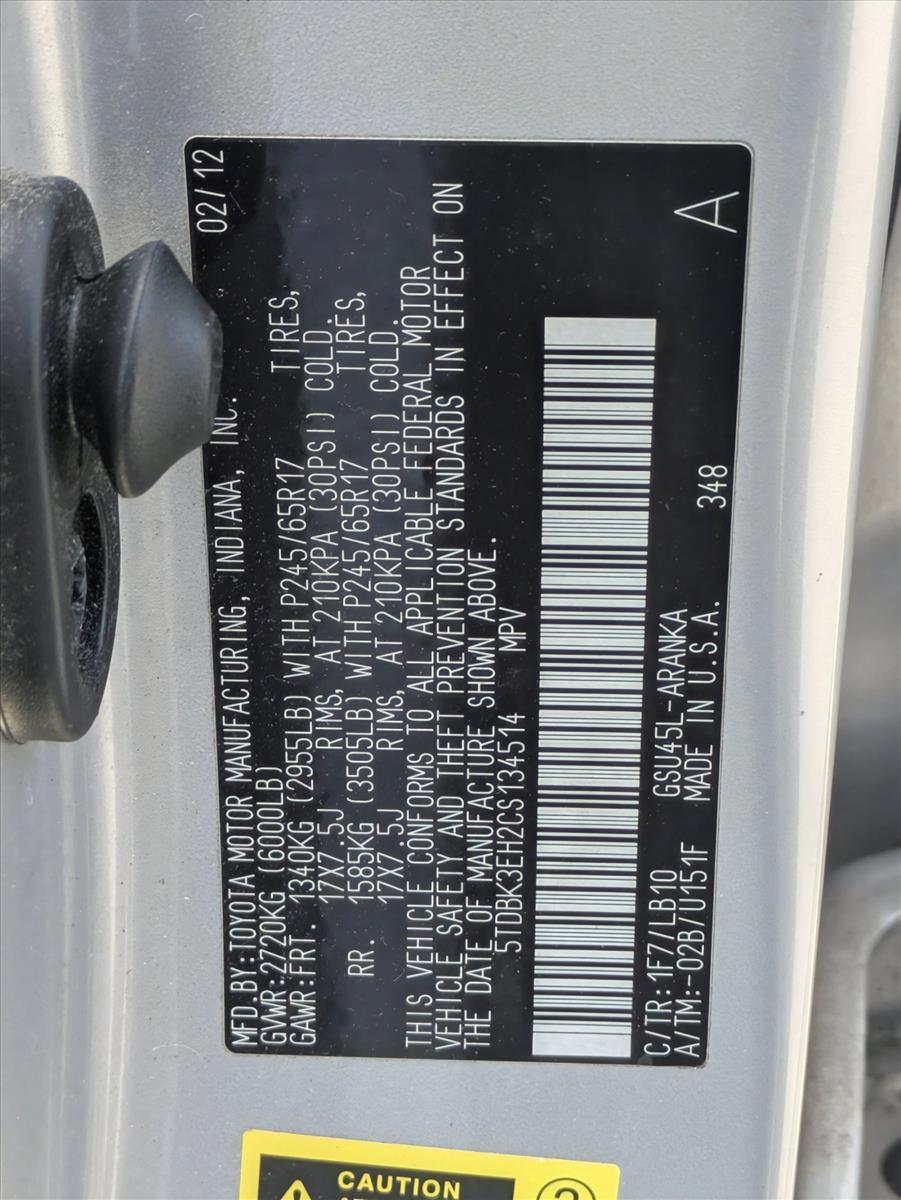 MFD.BY:TOYOTA MOTOR MANUFACTURING, INDIANA, INC. 02/12
GVWR:2720KG (6000LB)
GAWR:FRT. 1340KG (2955LB) WITH P245/65R17 TIRES,
17X7.5J RIMS, AT 210KPA (30PSI) COLD.
RR. 1585KG (3505LB) WITH P245/65R17 TIRES,
17X7.5J RIMS, AT 210KPA (30PSI) COLD.
THIS VEHICLE CONFORMS TO ALL APPLICABLE FEDERAL MOTOR
VEHICLE SAFETY AND THEFT PREVENTION STANDARDS IN EFFECT ON
THE DATE OF MANUFACTURE SHOWN ABOVE.
5TDBK3EH2CS134514 MPV
C/TR:1F7/LB10 GSU45L-ARANKA
A/TM:-02B/U151F MADE IN U.S.A. 348 A
CAUTION